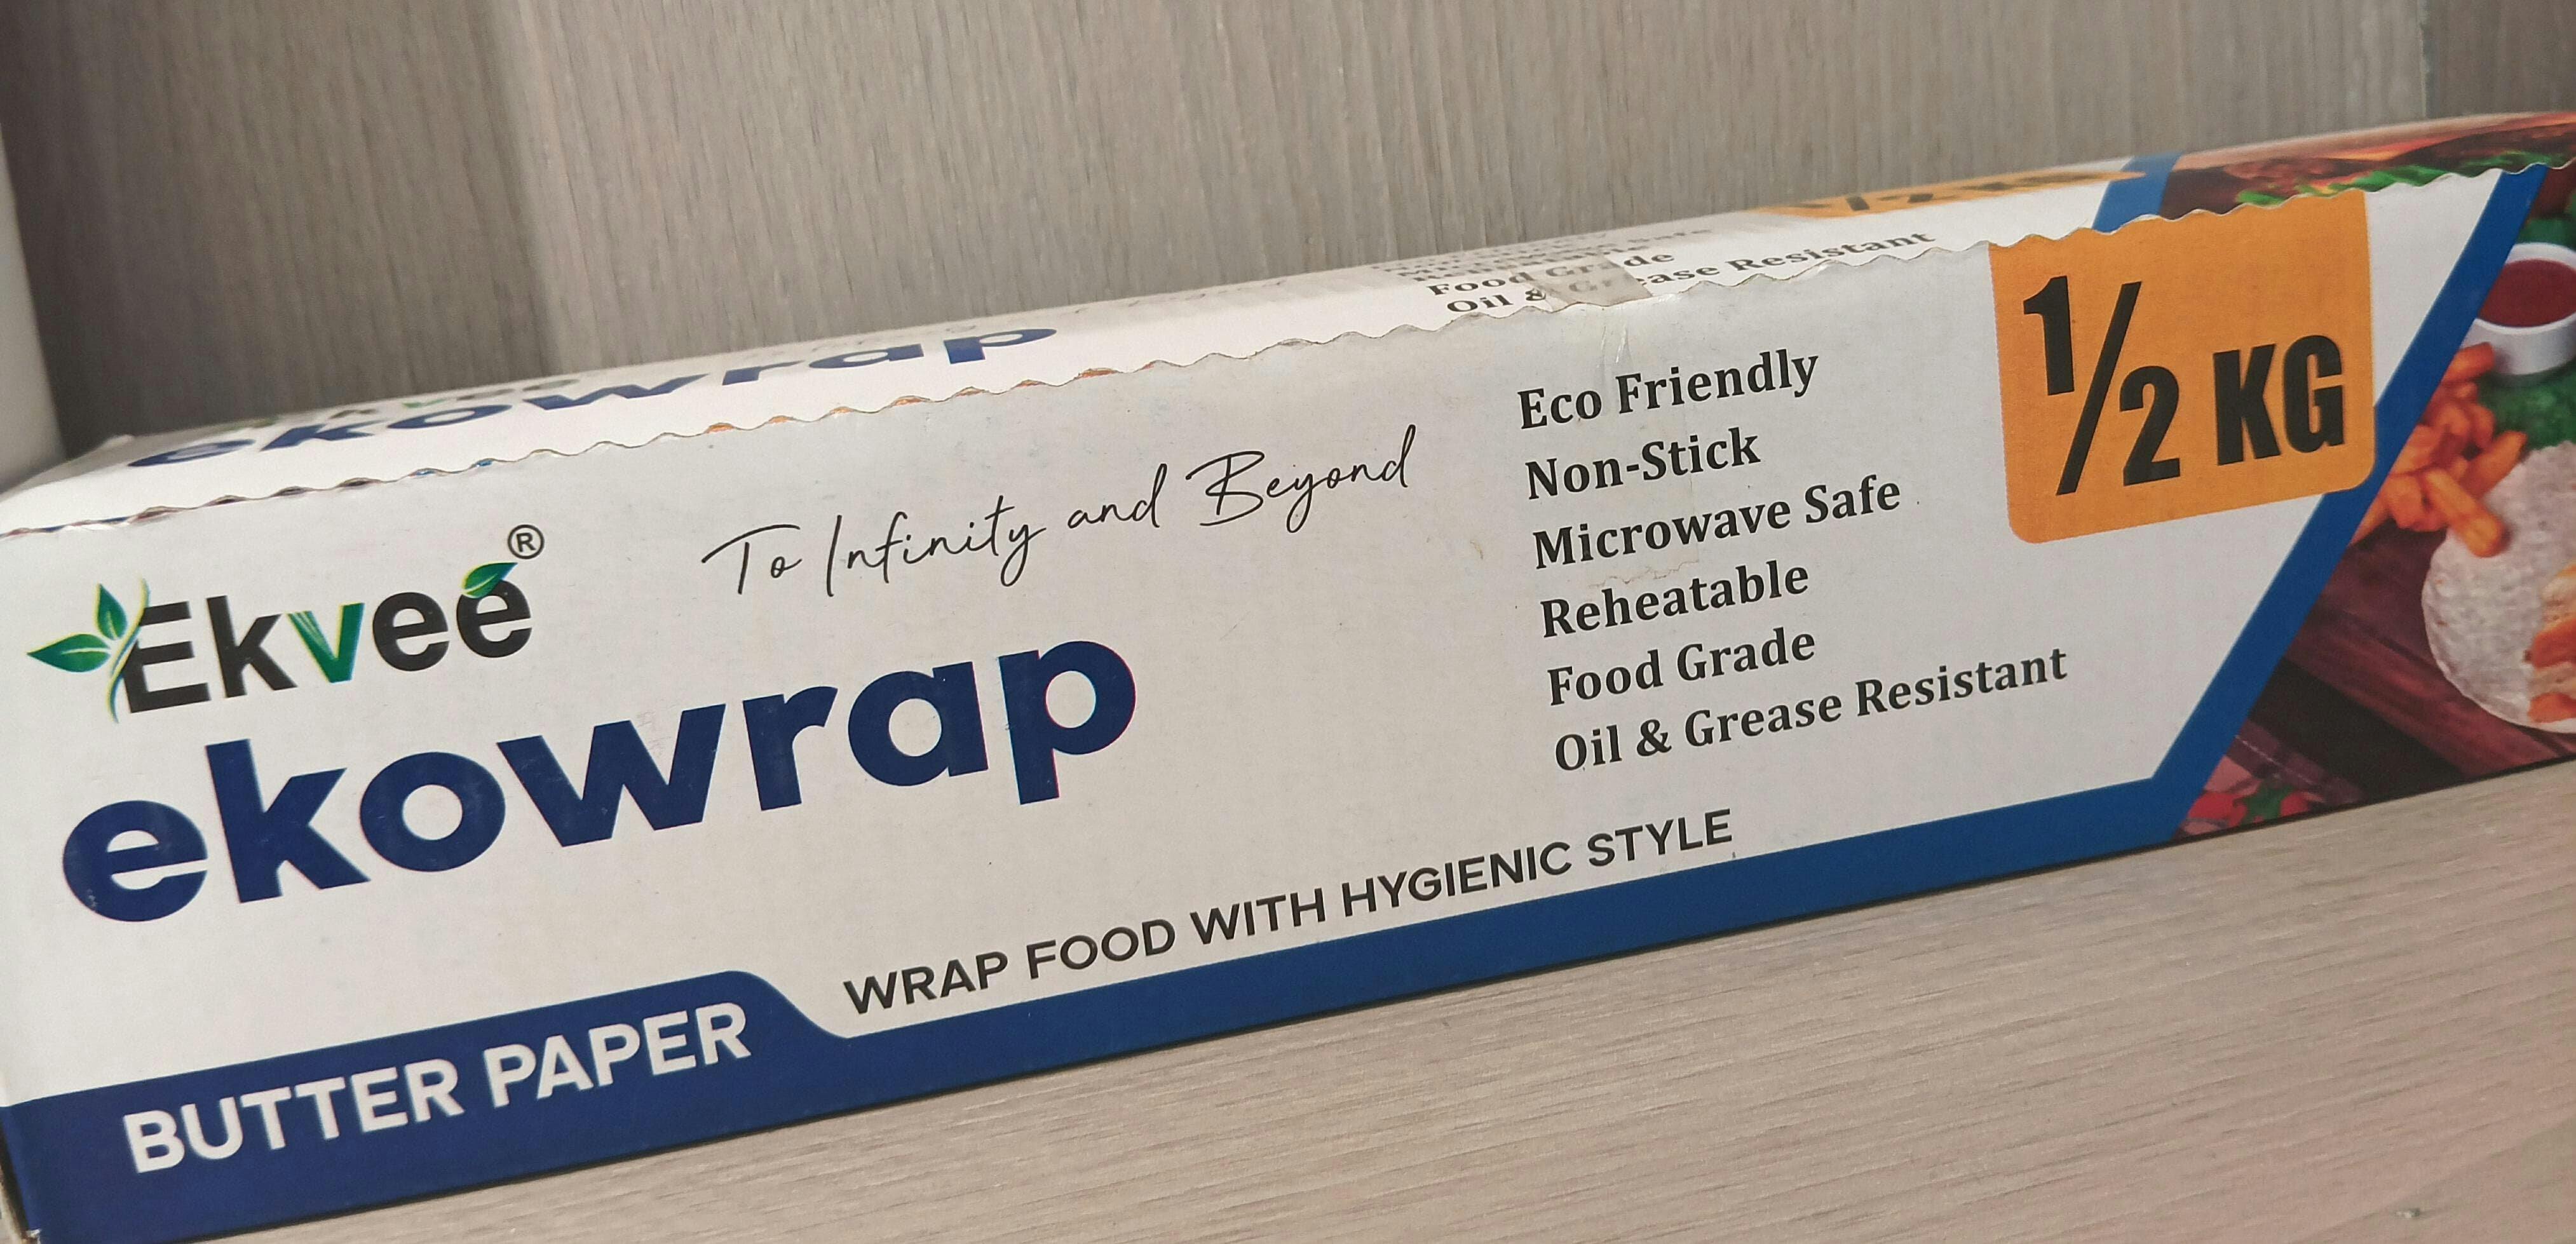 ekowrap
Food Grade
Oil & Grease Resistant
Ekvee®
To Infinity and Beyond
ekowrap
Eco Friendly
Non-Stick
Microwave Safe
Reheatable
Food Grade
Oil & Grease Resistant
1/2 KG
WRAP FOOD WITH HYGIENIC STYLE
BUTTER PAPER